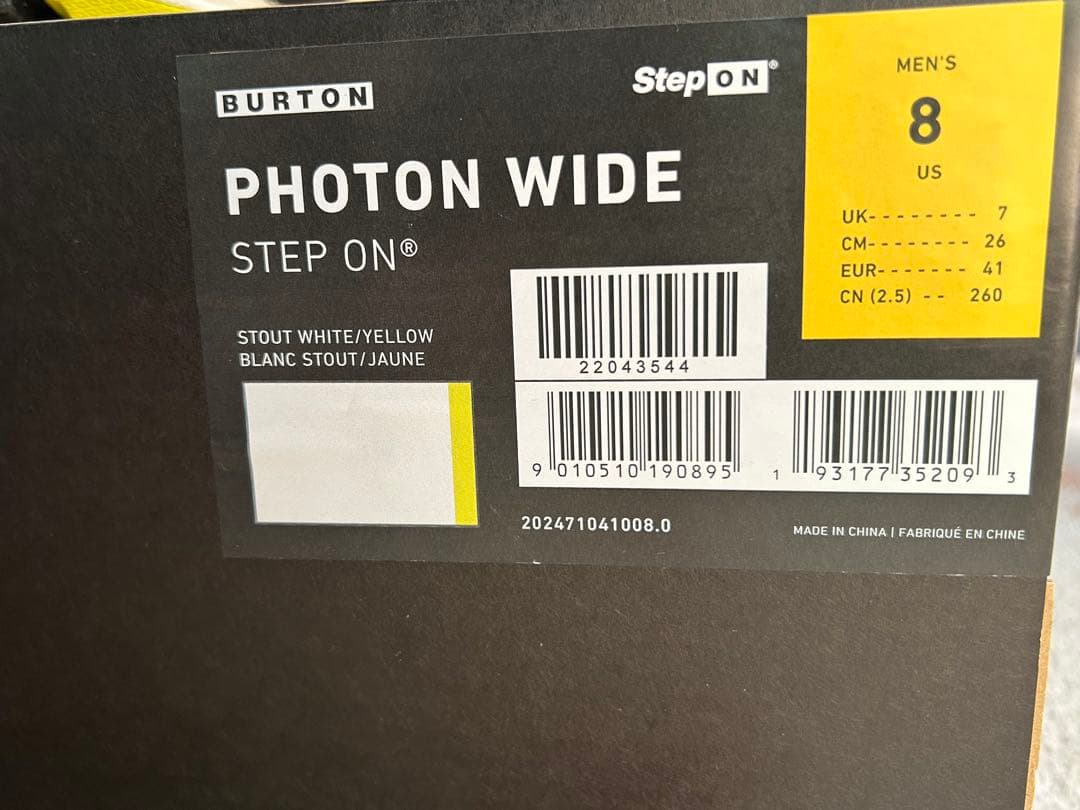 BURTON
StepON®
PHOTON WIDE
STEP ON®
STOUT WHITE/YELLOW
BLANC STOUT/JAUNE
MEN'S
8
US
UK- - - - - - - - 7
CM- - - - - - - - 26
EUR- - - - - - - 41
CN (2.5) - - 260
22043544
9 010510 190895
1 93177 35209 3
202471041008.0
MADE IN CHINA | FABRIQUÉ EN CHINE